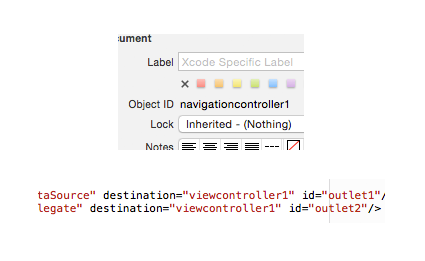 cument
Label Xcode Specific Label
Object ID navigationcontroller1
Lock Inherited - (Nothing)
Notes
taSource" destination="viewcontroller1" id="outlet1"/
legate" destination="viewcontroller1" id="outlet2"/>